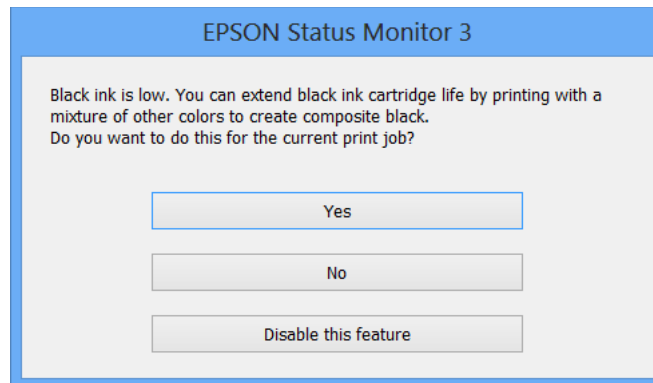 EPSON Status Monitor 3
Black ink is low. You can extend black ink cartridge life by printing with a
mixture of other colors to create composite black.
Do you want to do this for the current print job?
Yes
No
Disable this feature